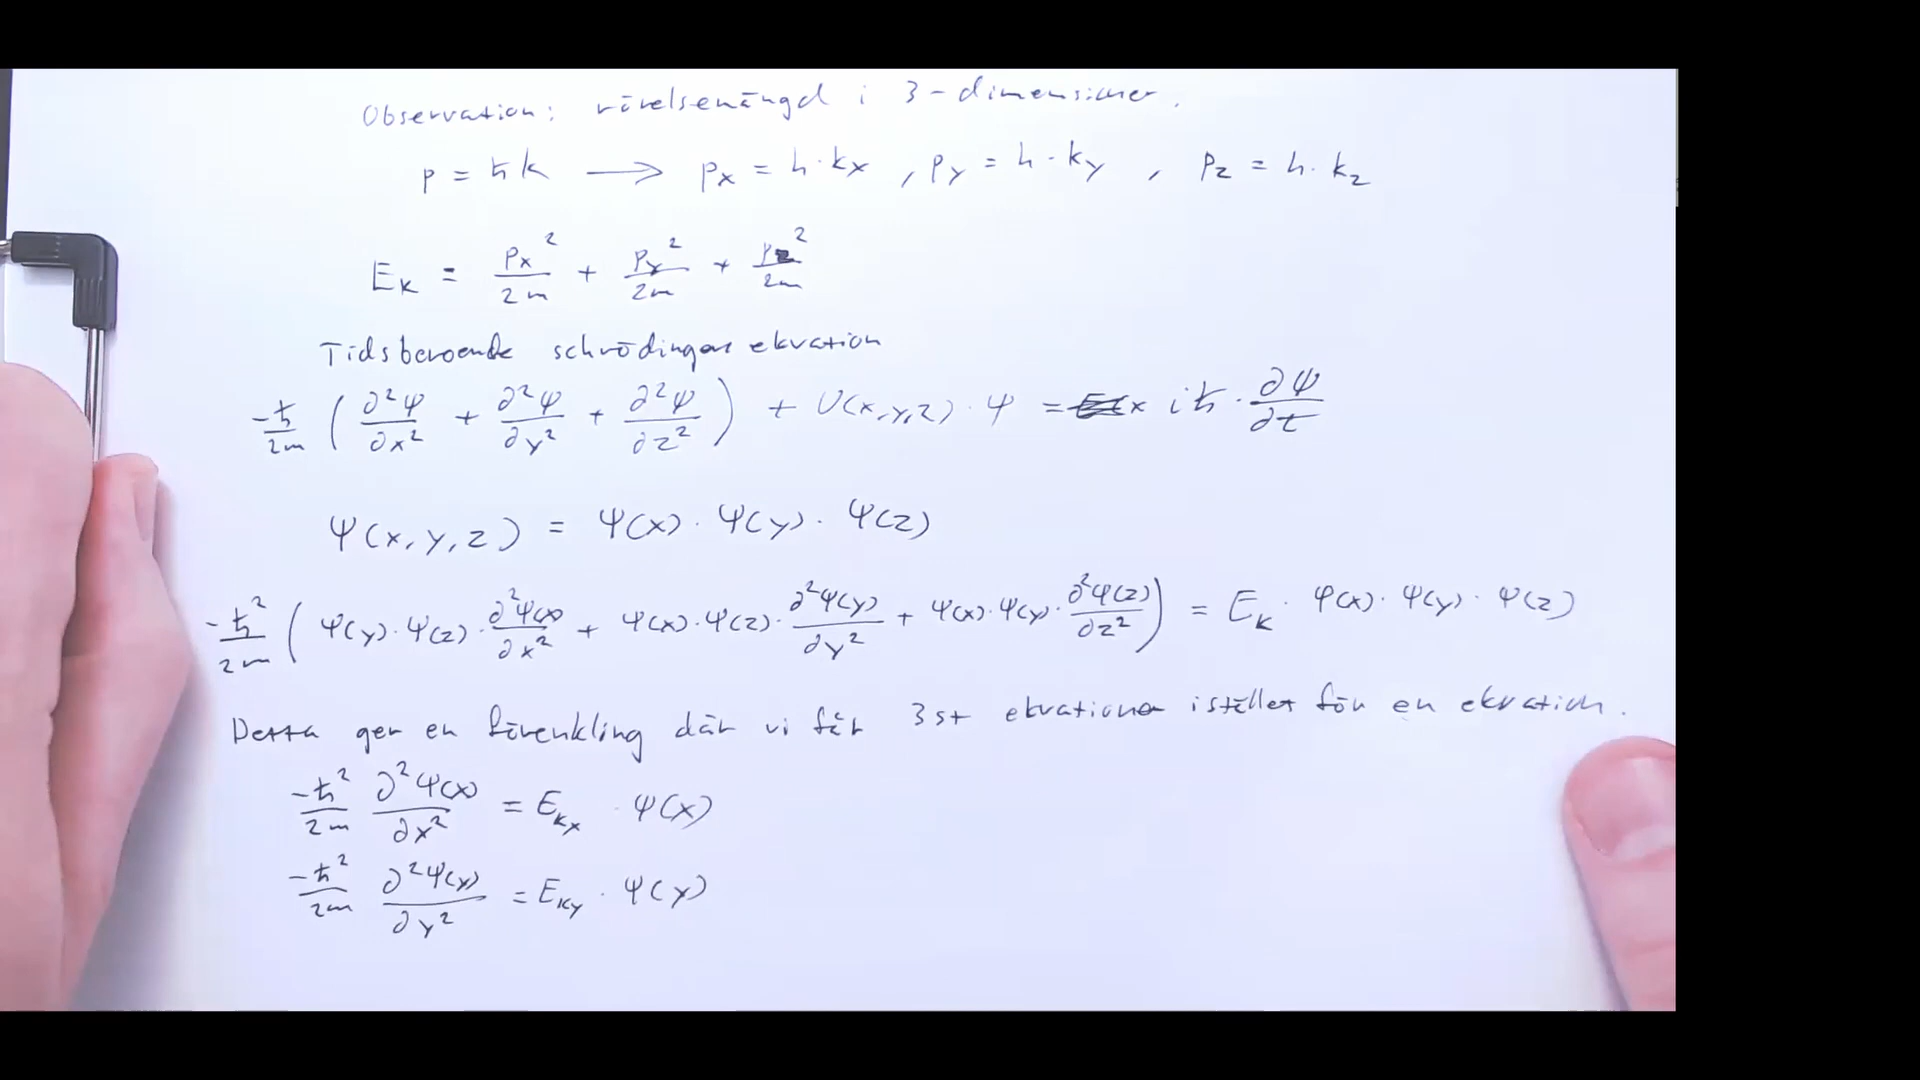 Observation: rörelsemängd i 3-dimensioner.
p = ħk → px = h·kx , py = h·ky , pz = h·kz
Ek = px²/2m + py²/2m + pz²/2m
Tidsberoende schrödinger ekvation
-ħ/2m (∂²ψ/∂x² + ∂²ψ/∂y² + ∂²ψ/∂z²) + U(x,y,z)·ψ = iħ·∂ψ/∂t
ψ(x,y,z) = ψ(x)·ψ(y)·ψ(z)
-ħ²/2m (ψ(y)·ψ(z)·∂²ψ(x)/∂x² + ψ(x)·ψ(z)·∂²ψ(y)/∂y² + ψ(x)·ψ(y)·∂²ψ(z)/∂z²) = Ek·ψ(x)·ψ(y)·ψ(z)
Detta ger en förenkling där vi får 3st ekvationer istället för en ekvation.
-ħ²/2m ∂²ψ(x)/∂x² = Ekx·ψ(x)
-ħ²/2m ∂²ψ(y)/∂y² = Eky·ψ(y)